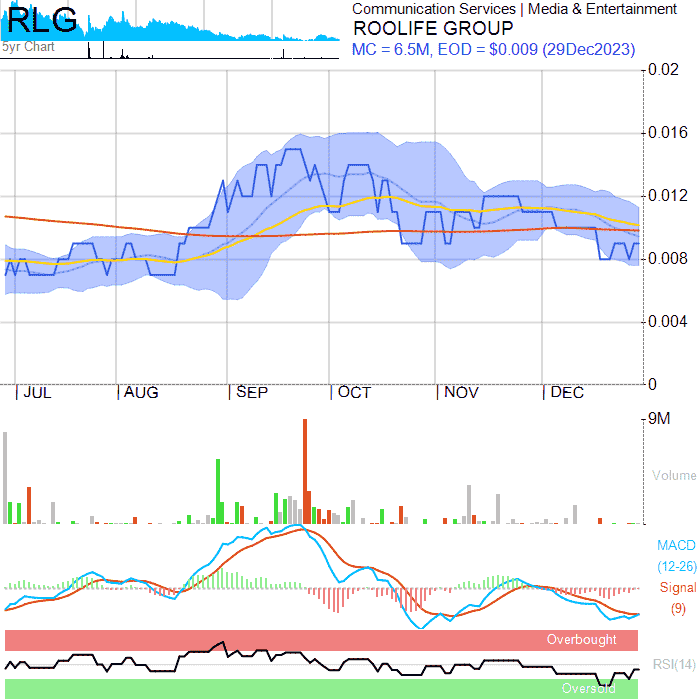 RLG
5yr Chart
Communication Services | Media & Entertainment
ROOLIFE GROUP
MC = 6.5M, EOD = $0.009 (29Dec2023)
0.02
0.016
0.012
0.008
0.004
0
JUL AUG SEP OCT NOV DEC
9M
Volume
MACD
(12-26)
Signal
(9)
Overbought
RSI(14)
Oversold